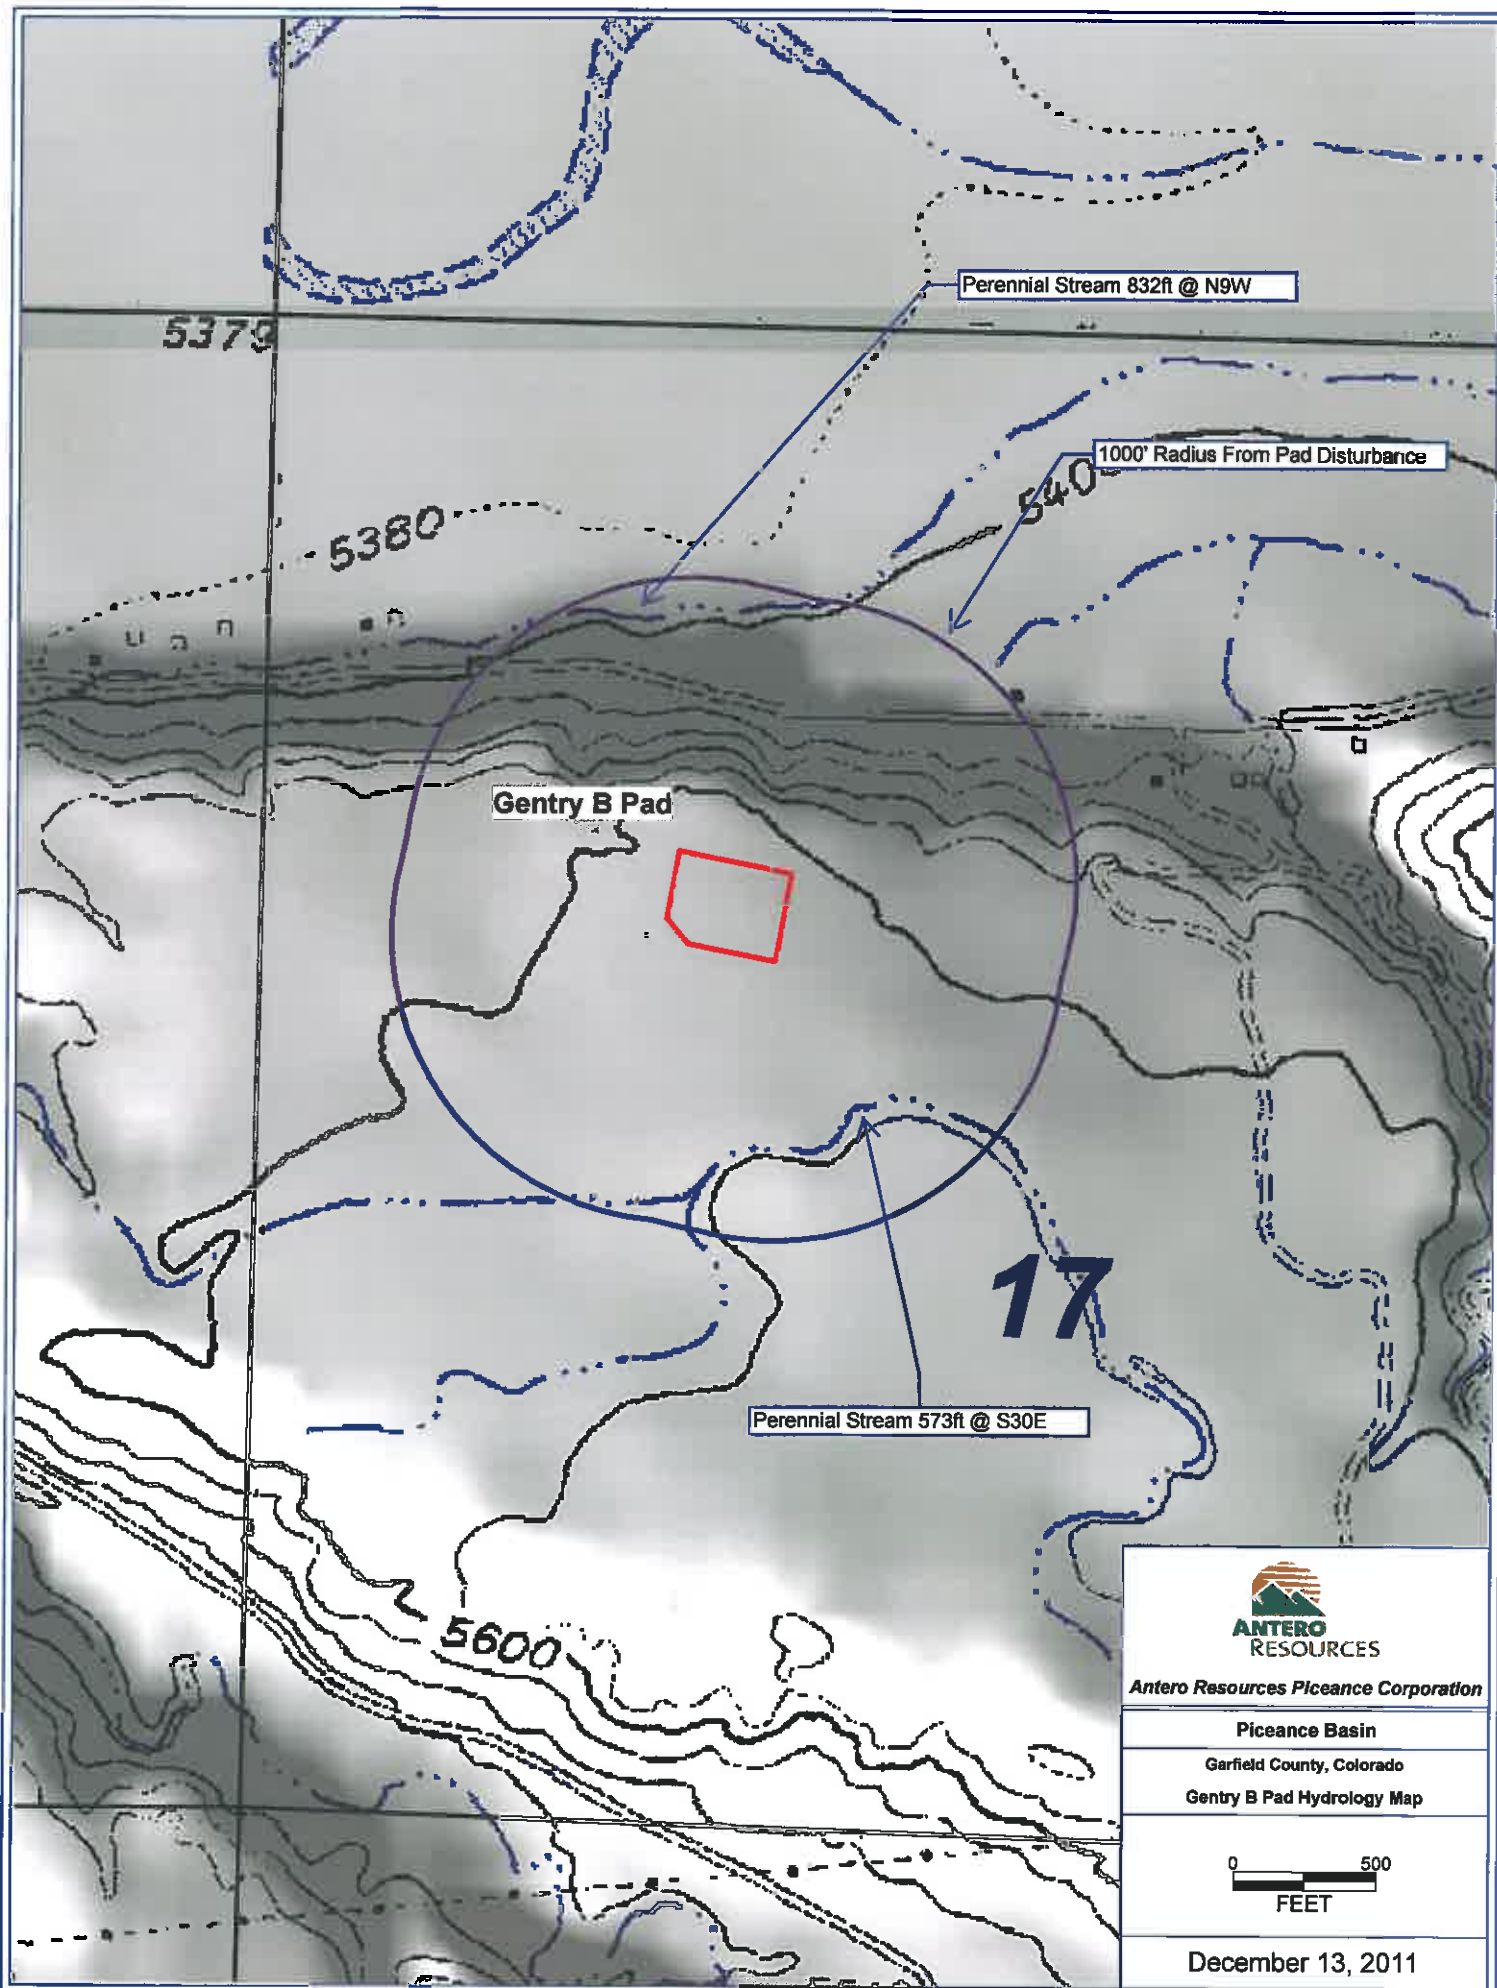 Perennial Stream 832ft @ N9W
5379
1000' Radius From Pad Disturbance
540
5380
Gentry B Pad
17
Perennial Stream 573ft @ S30E
5600
ANTERO
RESOURCES
Antero Resources Piceance Corporation
Piceance Basin
Garfield County, Colorado
Gentry B Pad Hydrology Map
0 500
FEET
December 13, 2011